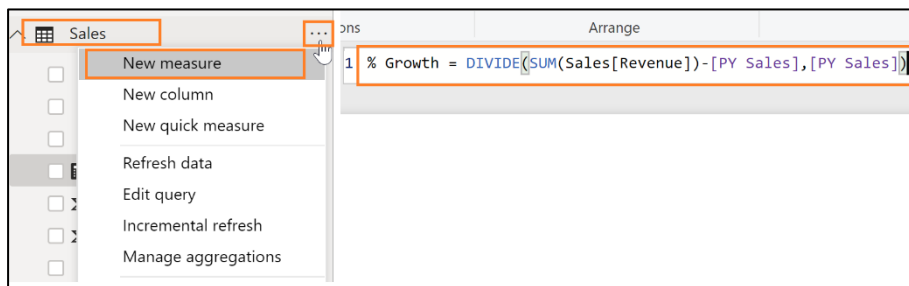 Sales
...
New measure
New column
New quick measure
Refresh data
Edit query
Incremental refresh
Manage aggregations
ons
Arrange
1 % Growth = DIVIDE(SUM(Sales[Revenue])-[PY Sales],[PY Sales])